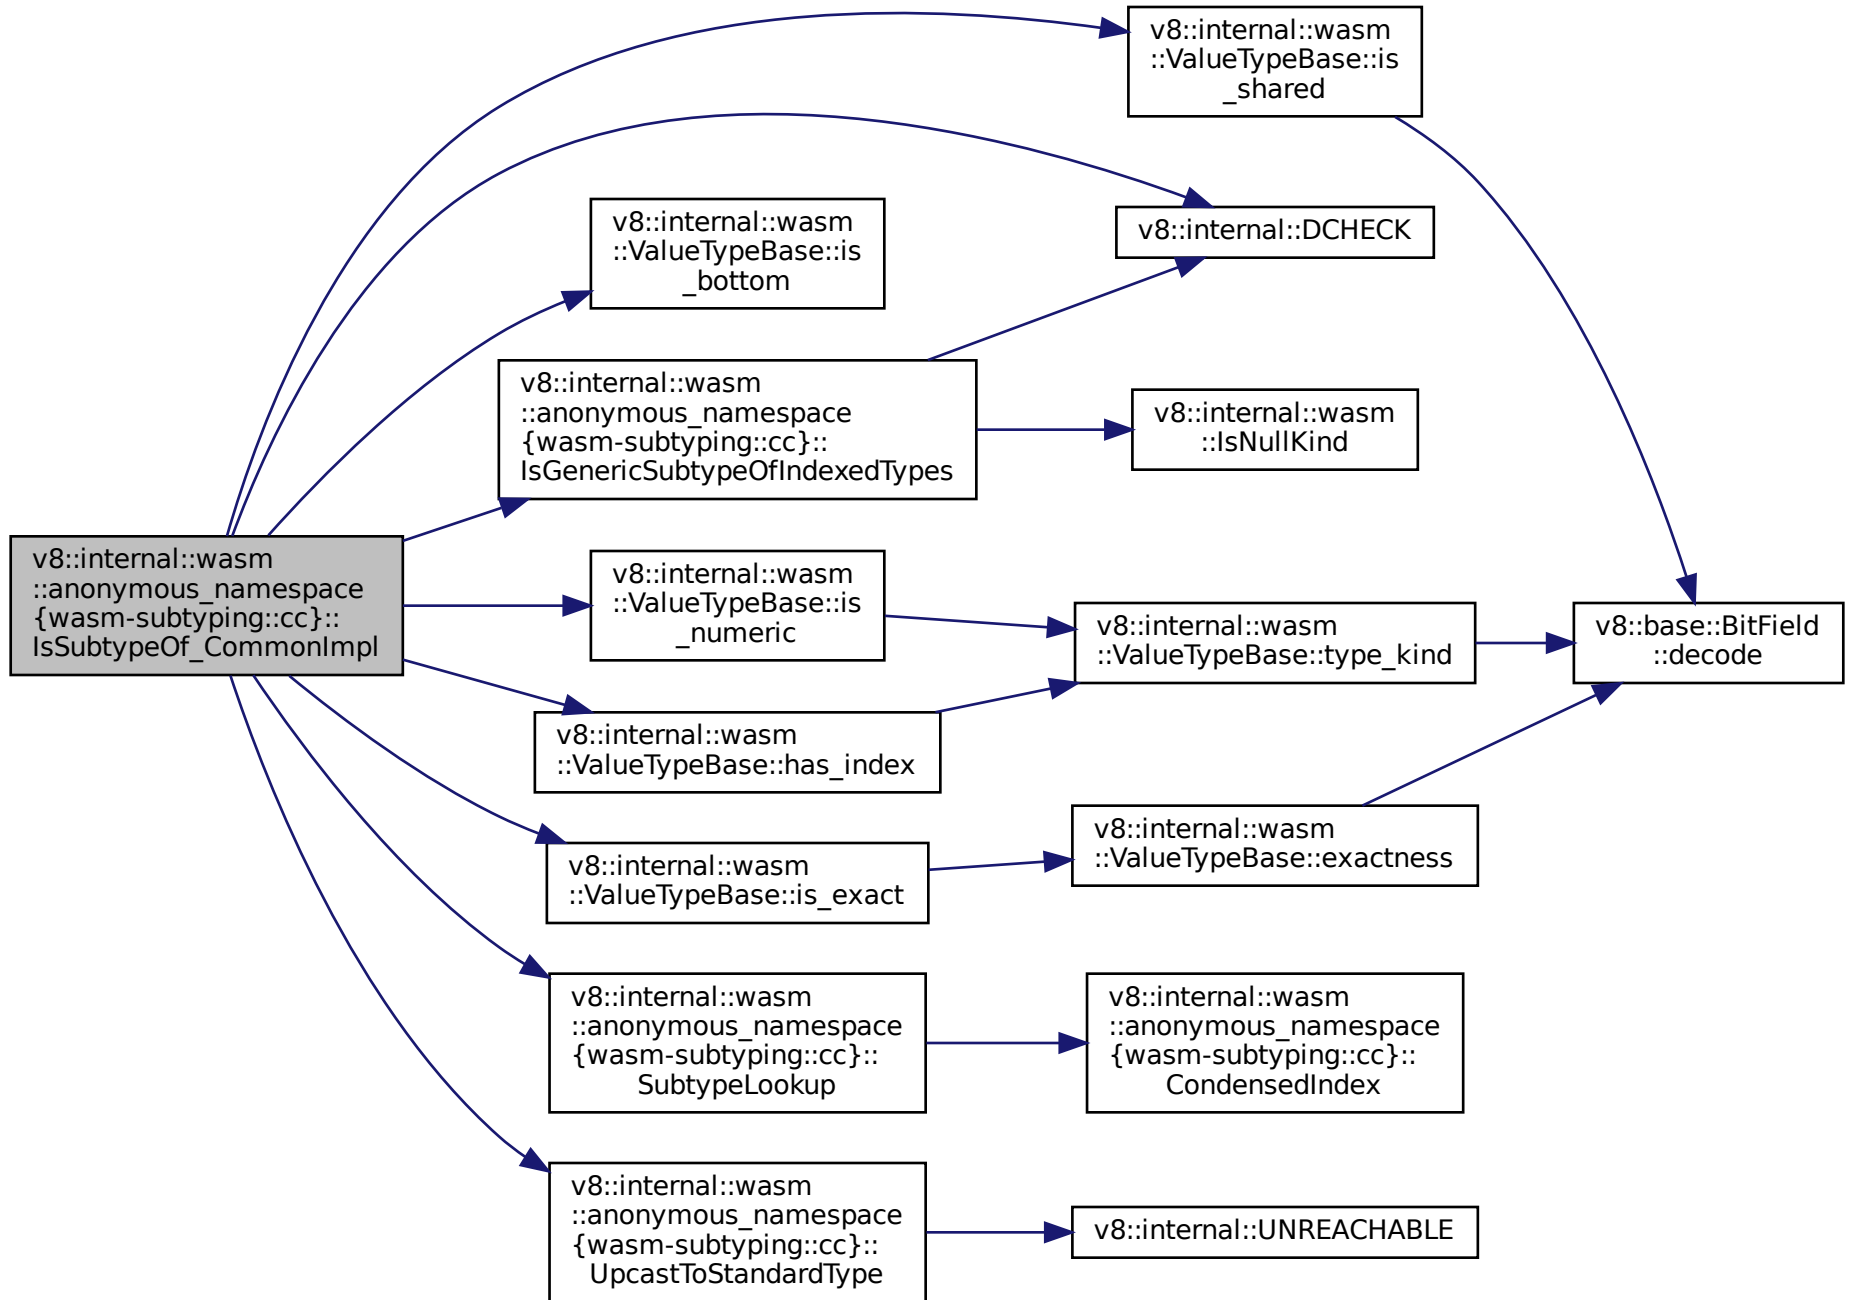 v8::internal::wasm
::ValueTypeBase::is
_shared
v8::internal::DCHECK
v8::internal::wasm
::ValueTypeBase::is
_bottom
v8::internal::wasm
::anonymous_namespace
{wasm-subtyping::cc}::
IsGenericSubtypeOfIndexedTypes
v8::internal::wasm
::IsNullKind
v8::internal::wasm
::anonymous_namespace
{wasm-subtyping::cc}::
IsSubtypeOf_CommonImpl
v8::internal::wasm
::ValueTypeBase::is
_numeric
v8::internal::wasm
::ValueTypeBase::type_kind
v8::base::BitField
::decode
v8::internal::wasm
::ValueTypeBase::has_index
v8::internal::wasm
::ValueTypeBase::is_exact
v8::internal::wasm
::ValueTypeBase::exactness
v8::internal::wasm
::anonymous_namespace
{wasm-subtyping::cc}::
SubtypeLookup
v8::internal::wasm
::anonymous_namespace
{wasm-subtyping::cc}::
CondensedIndex
v8::internal::wasm
::anonymous_namespace
{wasm-subtyping::cc}::
UpcastToStandardType
v8::internal::UNREACHABLE